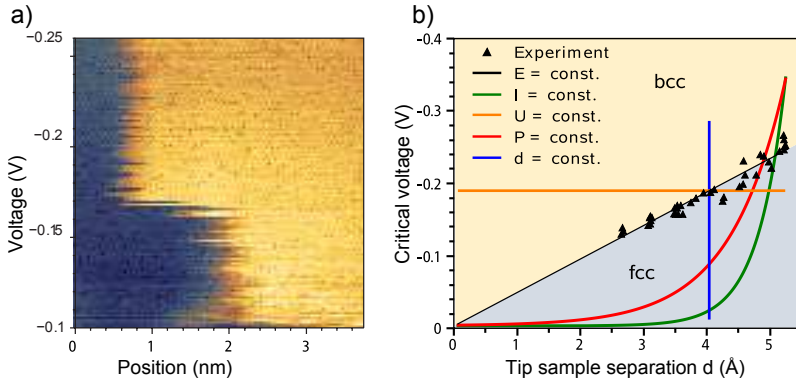 a)
−0.25
−0.2
−0.15
−0.1
Voltage (V)
0 1 2 3
Position (nm)
b)
-0.4
-0.3
-0.2
-0.1
0
Critical voltage (V)
Experiment
E = const.
I = const.
U = const.
P = const.
d = const.
bcc
fcc
0 1 2 3 4 5
Tip sample separation d (Å)